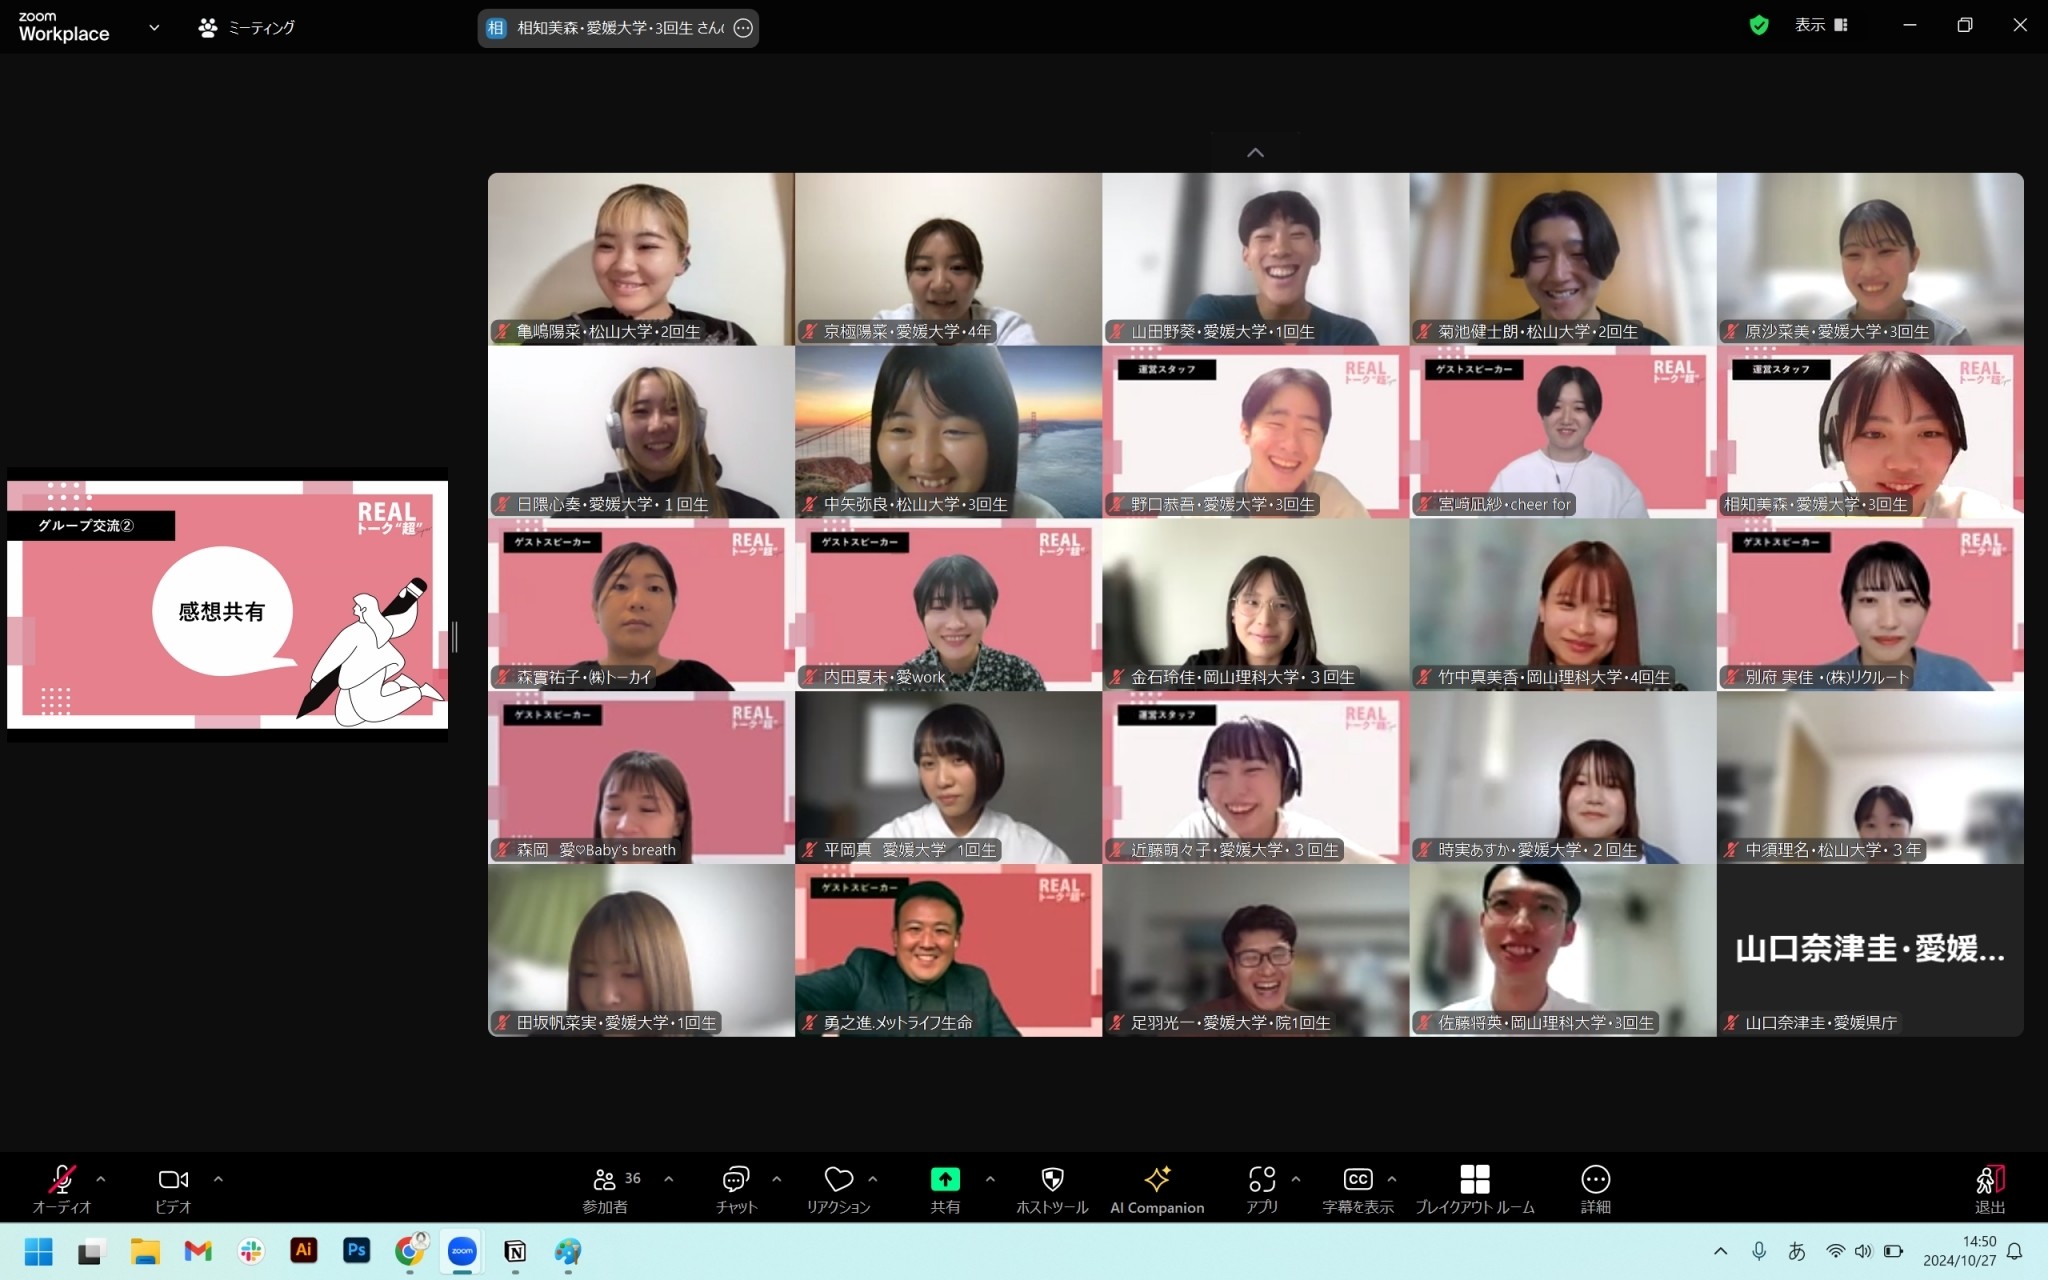 zoom
Workplace
ミーティング
相 相知美森・愛媛大学・3回生 さんの
表示
グループ交流②
REAL
トーク“超”
感想共有
亀嶋陽菜・松山大学・2回生
京極陽菜・愛媛大学・4年
山田野葵・愛媛大学・1回生
菊池健士朗・松山大学・2回生
原沙菜美・愛媛大学・3回生
日隈心奏・愛媛大学・１回生
中矢弥良・松山大学・3回生
運営スタッフ
REAL
トーク“超”
野口恭吾・愛媛大学・3回生
ゲストスピーカー
REAL
トーク“超”
宮﨑凪紗・cheer for
運営スタッフ
REAL
トーク“超”
相知美森・愛媛大学・3回生
ゲストスピーカー
REAL
トーク“超”
森實祐子・㈱トーカイ
ゲストスピーカー
REAL
トーク“超”
内田夏未・愛work
金石玲佳・岡山理科大学・３回生
竹中真美香・岡山理科大学・4回生
ゲストスピーカー
REAL
トーク“超”
別府 実佳 ・(株)リクルート
ゲストスピーカー
REAL
トーク“超”
森岡　愛♡Baby's breath
平岡真　愛媛大学　1回生
運営スタッフ
REAL
トーク“超”
近藤萌々子・愛媛大学・３回生
時実あすか・愛媛大学・２回生
中須理名・松山大学・３年
田坂帆菜実・愛媛大学・1回生
ゲストスピーカー
REAL
トーク“超”
勇之進.メットライフ生命
足羽光一・愛媛大学・院1回生
佐藤将英・岡山理科大学・3回生
山口奈津圭・愛媛...
山口奈津圭・愛媛県庁
オーディオ
ビデオ
36
参加者
チャット
リアクション
共有
ホストツール
AI Companion
アプリ
CC
字幕を表示
ブレイクアウト ルーム
詳細
退出
Ai
Ps
zoom
あ
14:50
2024/10/27